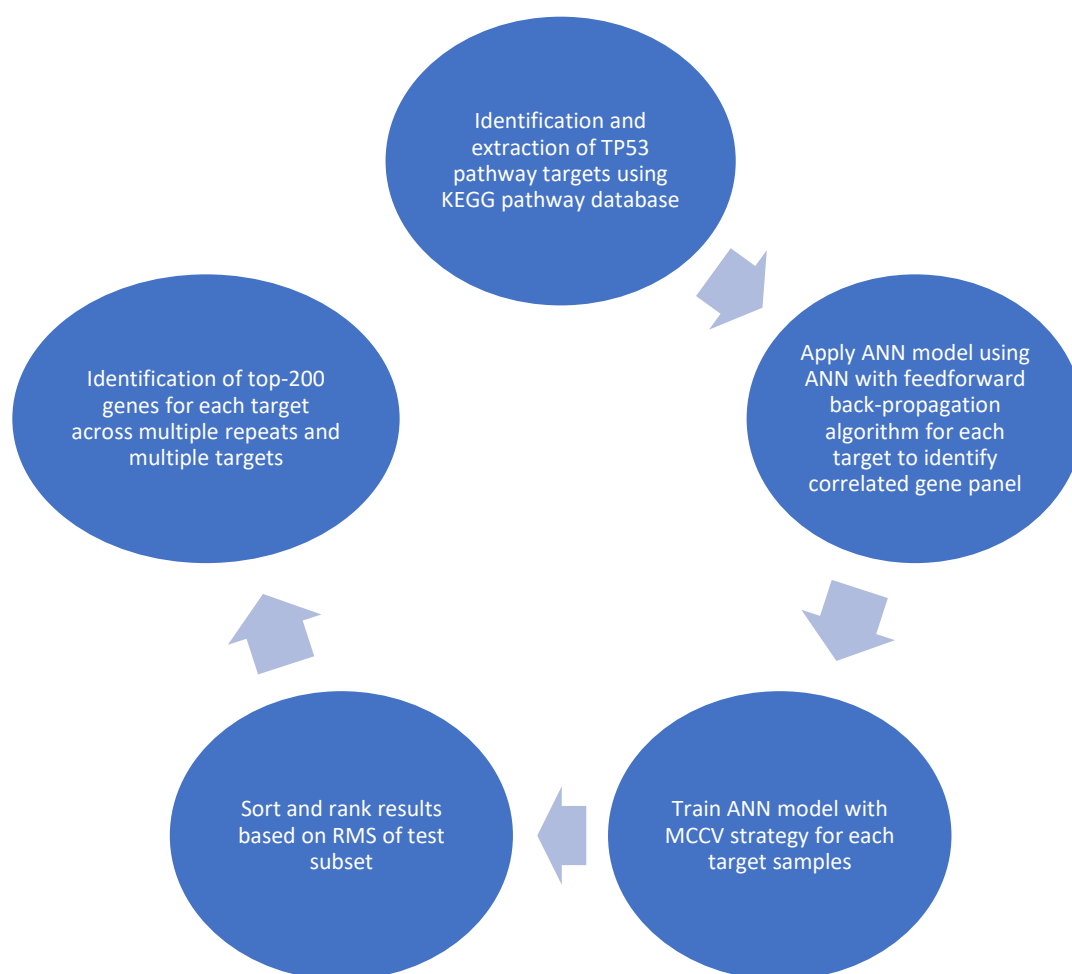 Identification and
extraction of TP53
pathway targets using
KEGG pathway database
Apply ANN model using
ANN with feedforward
back-propagation
algorithm for each
target to identify
correlated gene panel
Train ANN model with
MCCV strategy for each
target samples
Sort and rank results
based on RMS of test
subset
Identification of top-200
genes for each target
across multiple repeats and
multiple targets